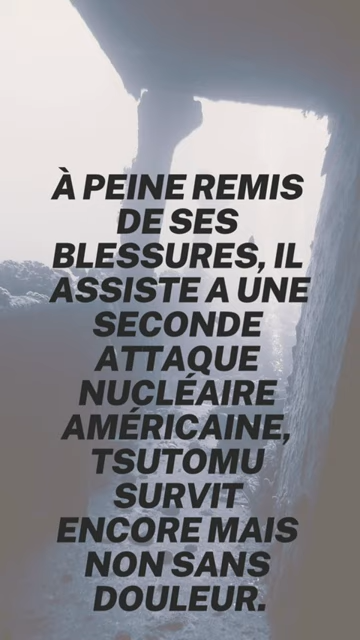 À PEINE REMIS
DE SES
BLESSURES, IL
ASSISTE A UNE
SECONDE
ATTAQUE
NUCLÉAIRE
AMÉRICAINE,
TSUTOMU
SURVIT
ENCORE MAIS
NON SANS
DOULEUR.